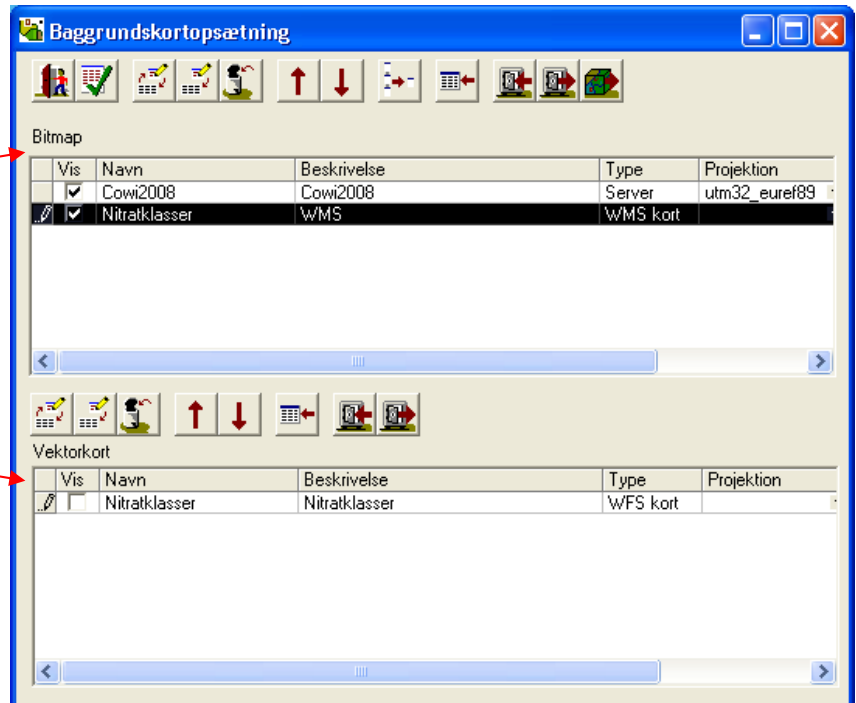 Baggrundskortopsætning
Bitmap
Vis Navn Beskrivelse Type Projektion
Cowi2008 Cowi2008 Server utm32_euref89
Nitratklasser WMS WMS kort
Vektorkort
Vis Navn Beskrivelse Type Projektion
Nitratklasser Nitratklasser WFS kort